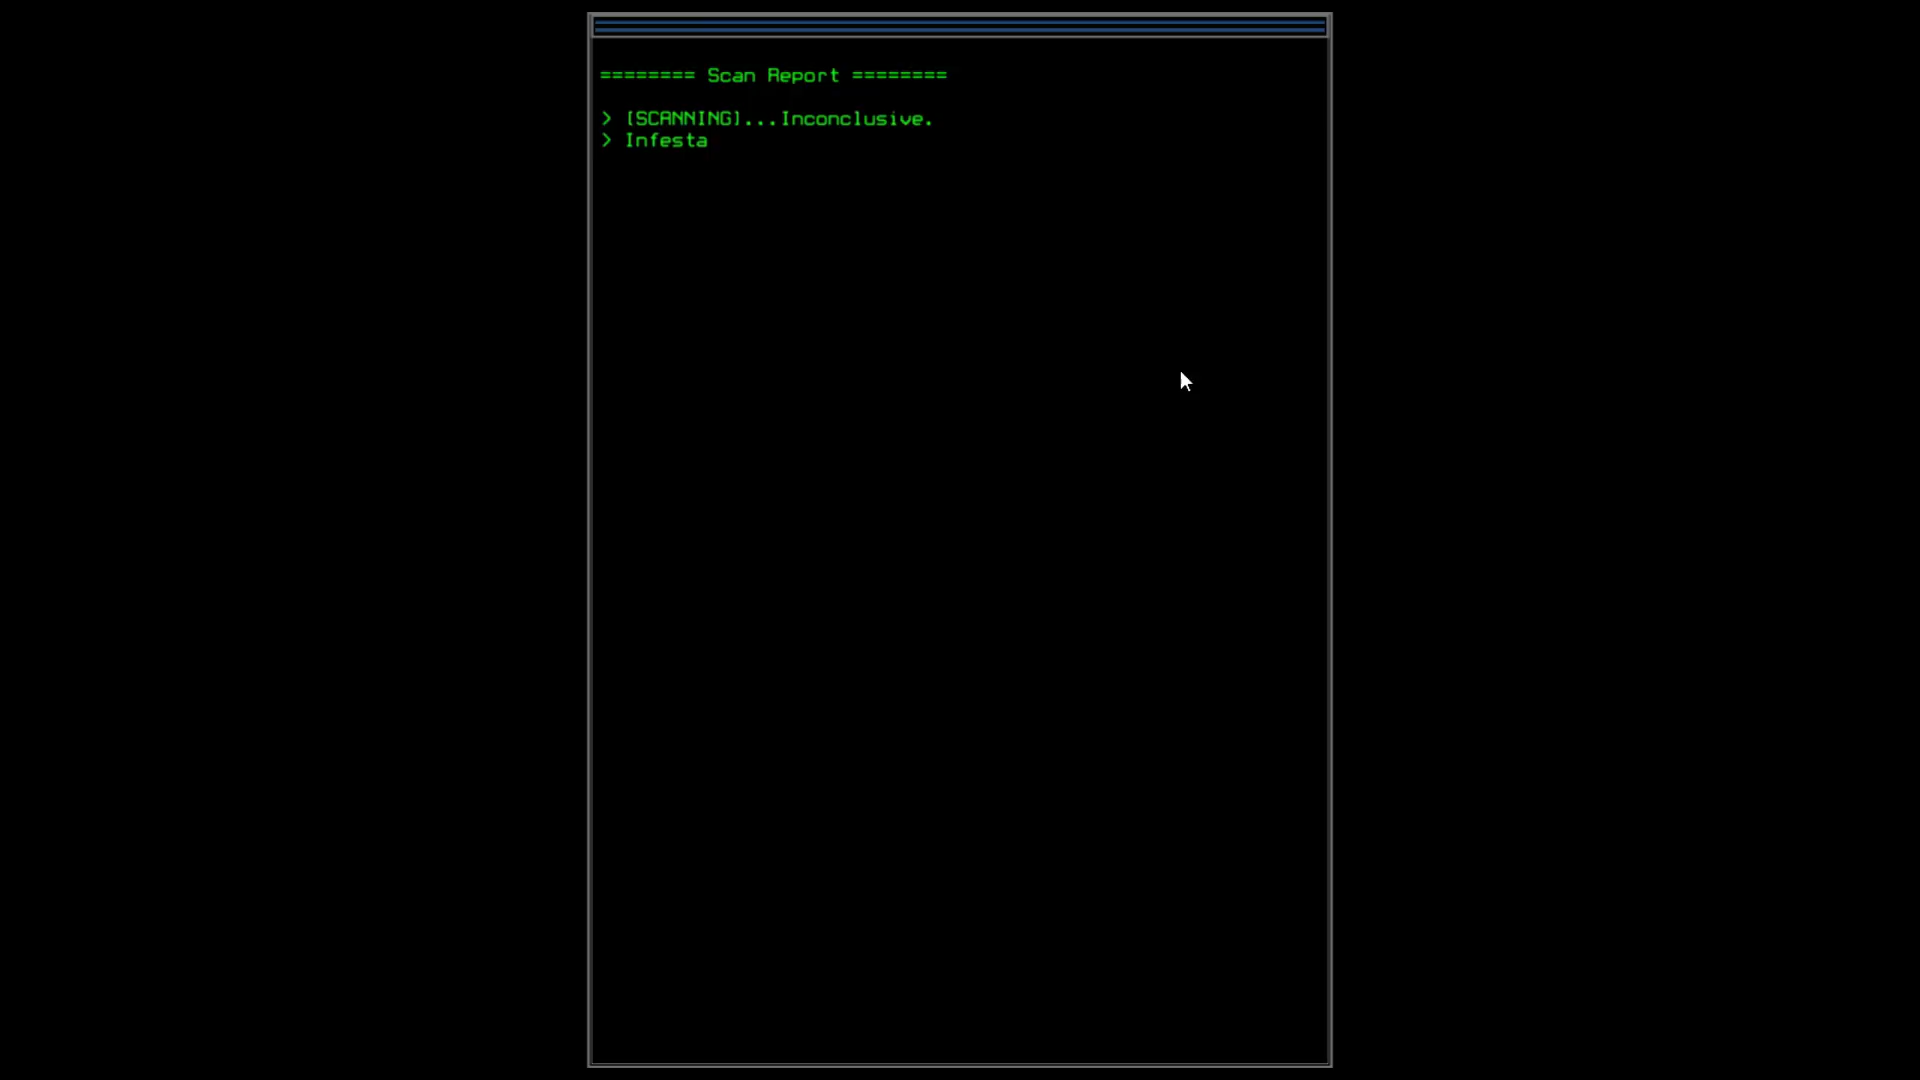 ======== Scan Report ========
> [SCANNING]...Inconclusive.
> Infesta